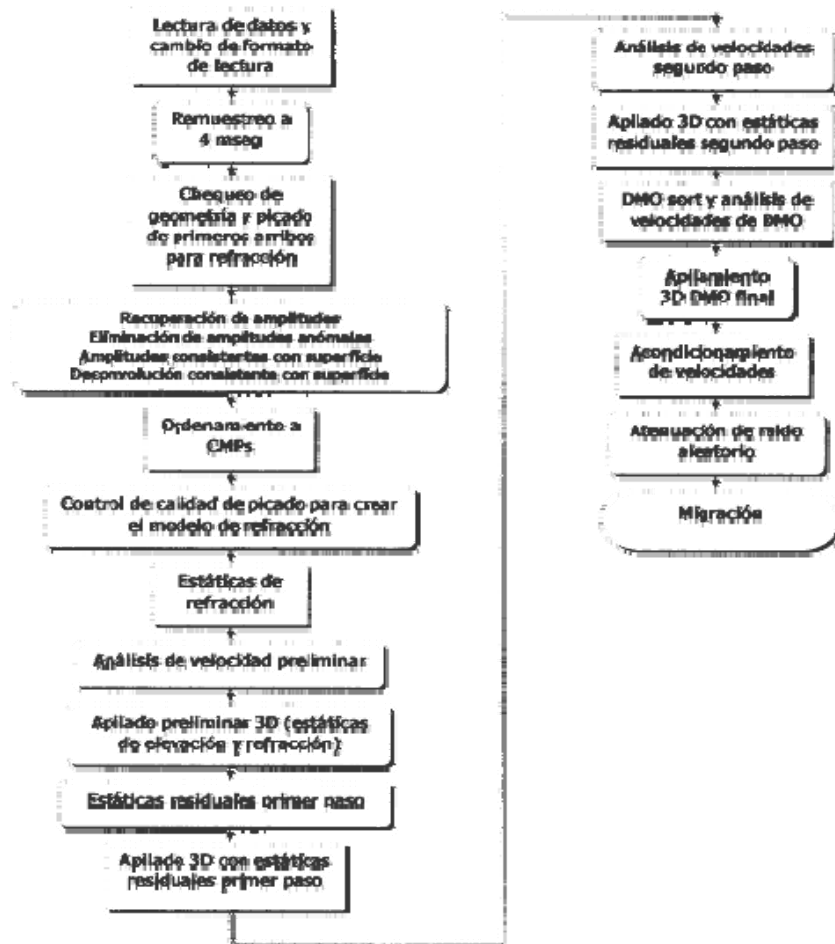 Lectura de datos y
cambio de formato
de lectura
Remuestreo a
4 mseg
Chequeo de
geometría y picado
de primeros arribos
para refracción
Recuperación de amplitudes
Eliminación de amplitudes anómalas
Amplitudes consistentes con superficie
Deconvolución consistente con superficie
Ordenamiento a
CMPs
Control de calidad de picado para crear
el modelo de refracción
Estáticas de
refracción
Análisis de velocidad preliminar
Apilado preliminar 3D (estáticas
de elevación y refracción)
Estáticas residuales primer paso
Apilado 3D con estáticas
residuales primer paso
Análisis de velocidades
segundo paso
Apilado 3D con estáticas
residuales segundo paso
DMO sort y análisis de
velocidades de DMO
Apilamiento
3D DMO final
Acondicionamiento
de velocidades
Atenuación de ruido
aleatorio
Migración